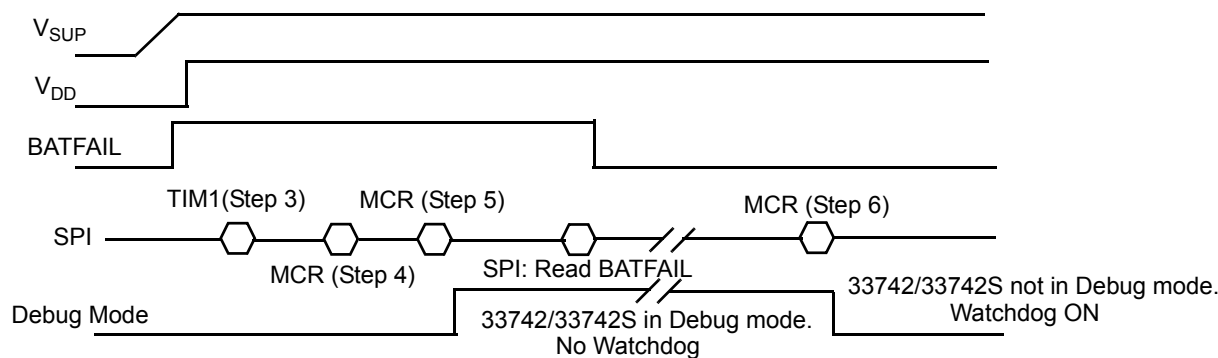 VSUP
VDD
BATFAIL
TIM1(Step 3)
MCR (Step 5)
MCR (Step 6)
SPI
MCR (Step 4)
SPI: Read BATFAIL
Debug Mode
33742/33742S in Debug mode.
No Watchdog
33742/33742S not in Debug mode.
Watchdog ON